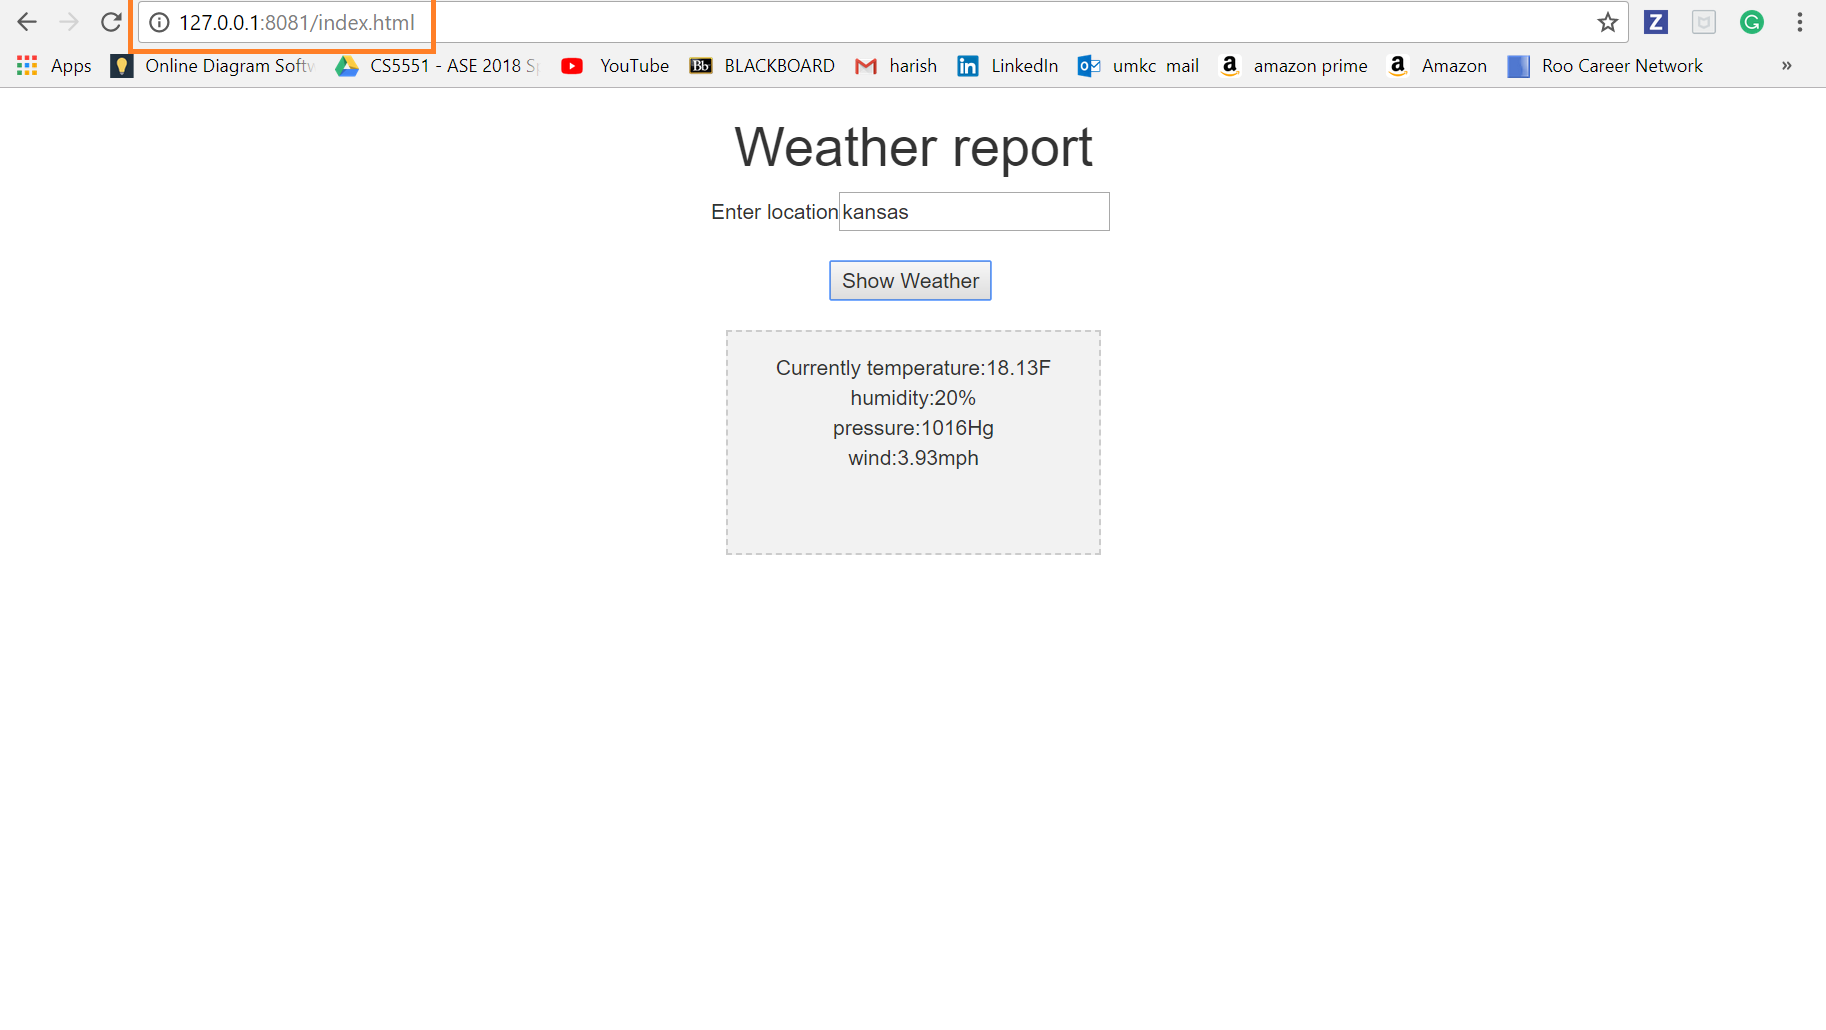 127.0.0.1:8081/index.html
Apps Online Diagram Softw CS5551 - ASE 2018 Sp YouTube BLACKBOARD harish LinkedIn umkc mail amazon prime Amazon Roo Career Network »
Weather report
Enter location kansas
Show Weather
Currently temperature:18.13F
humidity:20%
pressure:1016Hg
wind:3.93mph